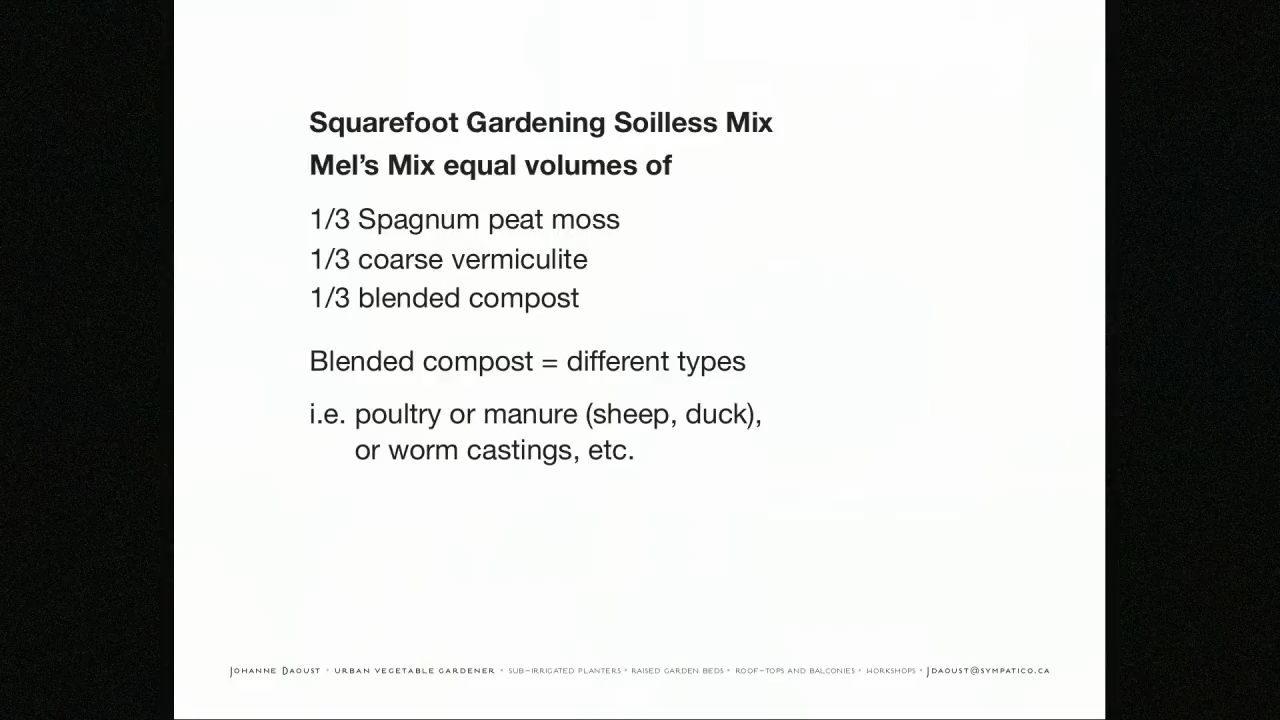 Squarefoot Gardening Soilless Mix
Mel's Mix equal volumes of
1/3 Spagnum peat moss
1/3 coarse vermiculite
1/3 blended compost
Blended compost = different types
i.e. poultry or manure (sheep, duck),
or worm castings, etc.
Johanne Daoust • urban vegetable gardener • sub-irrigated planters • raised garden beds • roof-tops and balconies • workshops • jdaoust@sympatico.ca